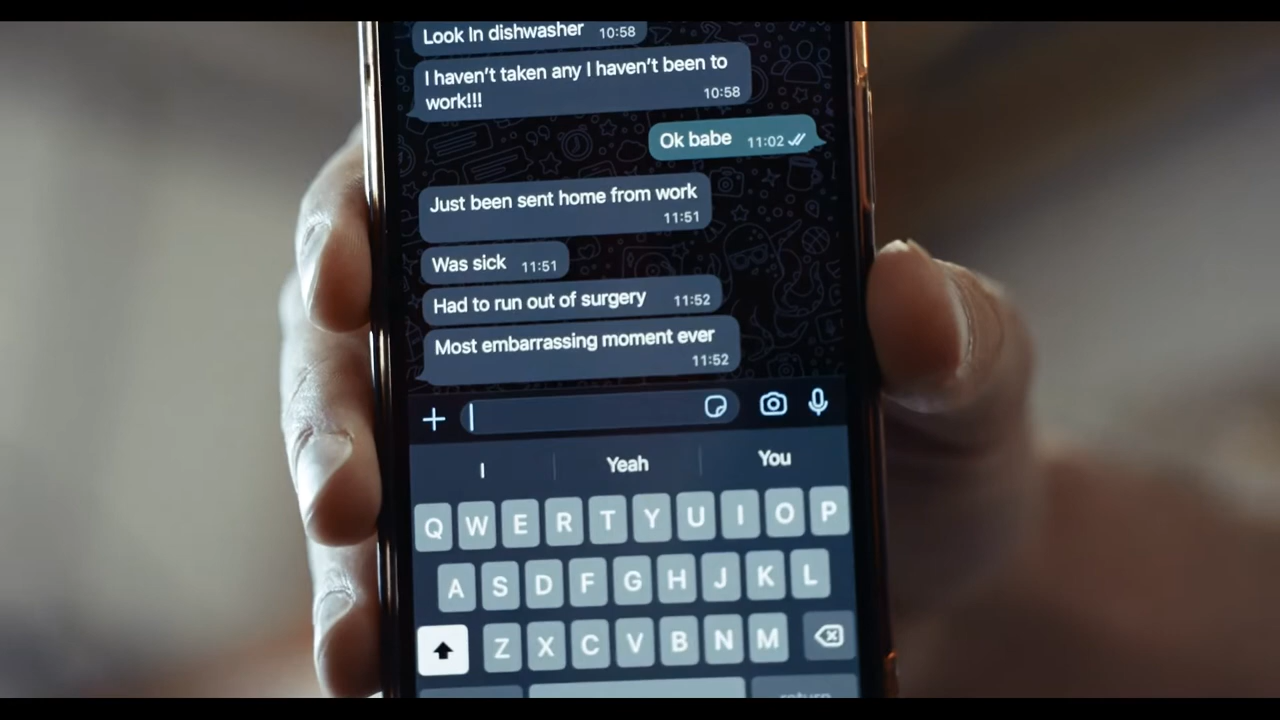 Look In dishwasher 10:58
I haven't taken any I haven't been to
work!!! 10:58
Ok babe 11:02
Just been sent home from work
11:51
Was sick 11:51
Had to run out of surgery 11:52
Most embarrassing moment ever
11:52
I Yeah You
Q W E R T Y U I O P
A S D F G H J K L
Z X C V B N M
return